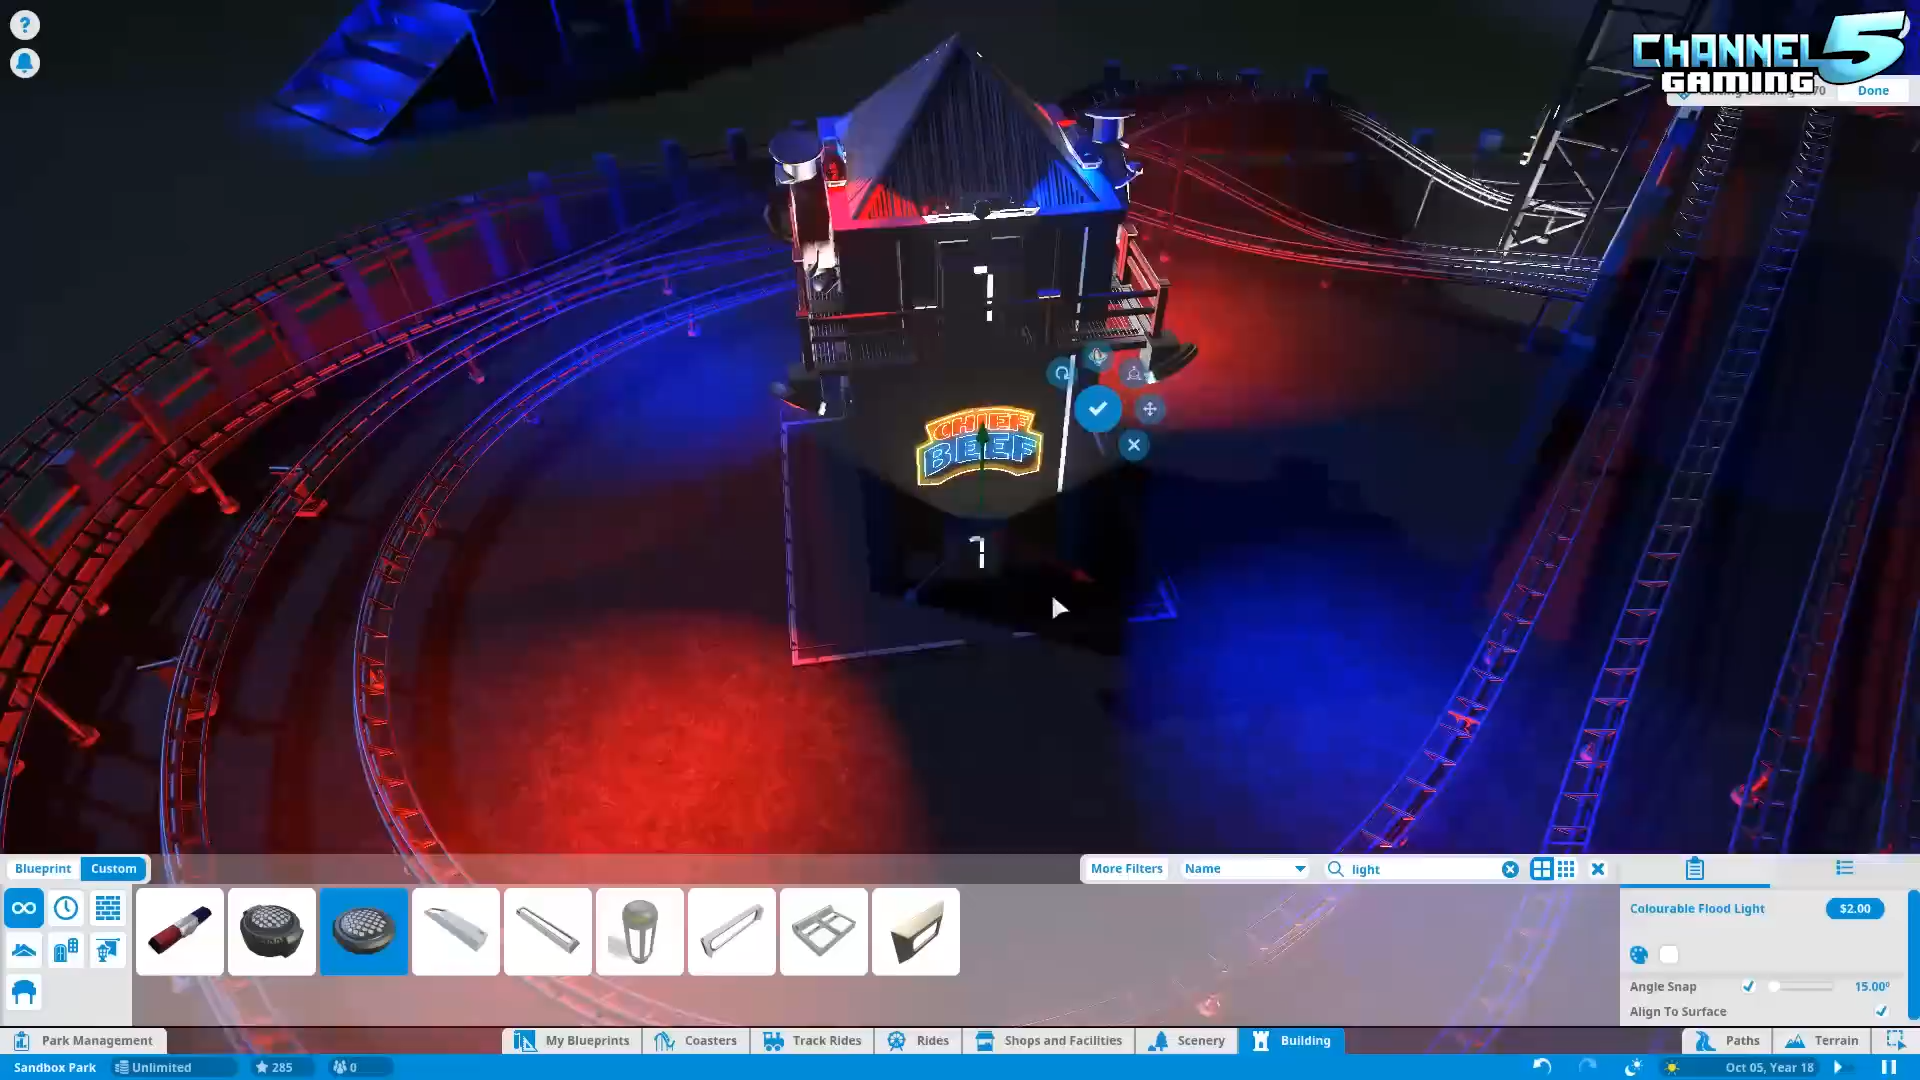 ?
CHANNEL 5
GAMING
Done
CHIEF
BEEF
Blueprint
Custom
More Filters
Name
light
Colourable Flood Light
$2.00
Angle Snap
15.00°
Align To Surface
Park Management
My Blueprints
Coasters
Track Rides
Rides
Shops and Facilities
Scenery
Building
Paths
Terrain
Sandbox Park
Unlimited
285
0
Oct 05, Year 18